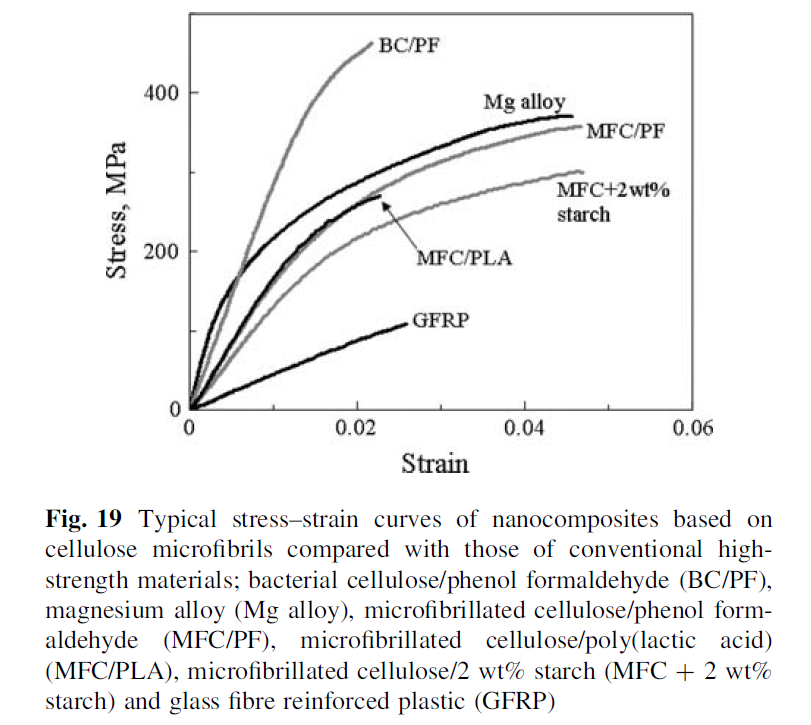 BC/PF
400
Mg alloy
MFC/PF
MFC+2wt%
starch
Stress, MPa
200
MFC/PLA
GFRP
0
0
0.02
0.04
0.06
Strain
Fig. 19 Typical stress–strain curves of nanocomposites based on
cellulose microfibrils compared with those of conventional high-
strength materials; bacterial cellulose/phenol formaldehyde (BC/PF),
magnesium alloy (Mg alloy), microfibrillated cellulose/phenol form-
aldehyde (MFC/PF), microfibrillated cellulose/poly(lactic acid)
(MFC/PLA), microfibrillated cellulose/2 wt% starch (MFC + 2 wt%
starch) and glass fibre reinforced plastic (GFRP)